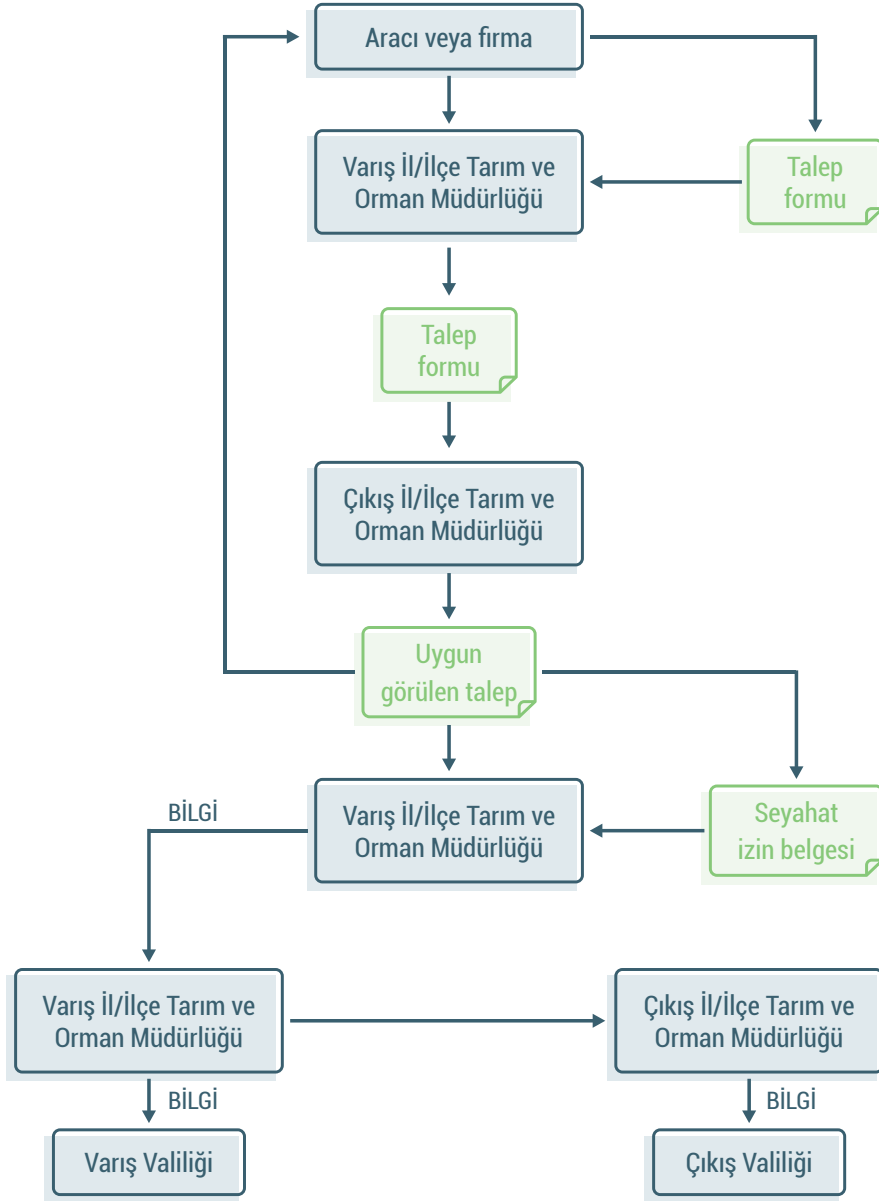 Aracı veya firma
Varış İl/İlçe Tarım ve
Orman Müdürlüğü
Talep
formu
Talep
formu
Çıkış İl/İlçe Tarım ve
Orman Müdürlüğü
Uygun
görülen talep
BİLGİ
Varış İl/İlçe Tarım ve
Orman Müdürlüğü
Seyahat
izin belgesi
Varış İl/İlçe Tarım ve
Orman Müdürlüğü
Çıkış İl/İlçe Tarım ve
Orman Müdürlüğü
BİLGİ
BİLGİ
Varış Valiliği
Çıkış Valiliği